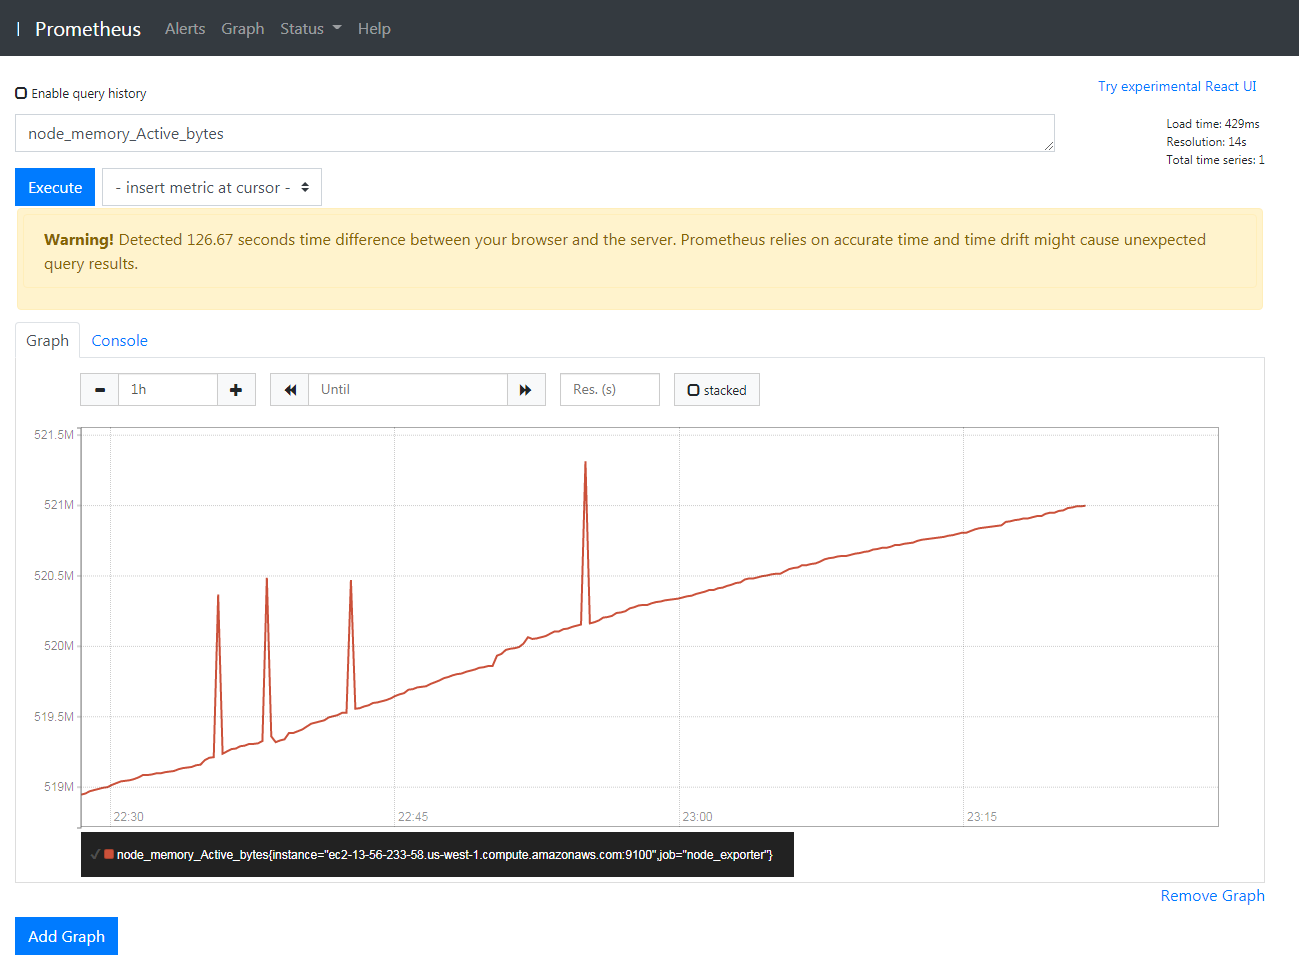 Prometheus Alerts Graph Status Help
Enable query history
Try experimental React UI
node_memory_Active_bytes
Load time: 429ms
Resolution: 14s
Total time series: 1
Execute
- insert metric at cursor -
Warning! Detected 126.67 seconds time difference between your browser and the server. Prometheus relies on accurate time and time drift might cause unexpected
query results.
Graph
Console
1h
Until
Res. (s)
stacked
521.5M
521M
520.5M
520M
519.5M
519M
22:30
22:45
23:00
23:15
node_memory_Active_bytes{instance="ec2-13-56-233-58.us-west-1.compute.amazonaws.com:9100",job="node_exporter"}
Remove Graph
Add Graph